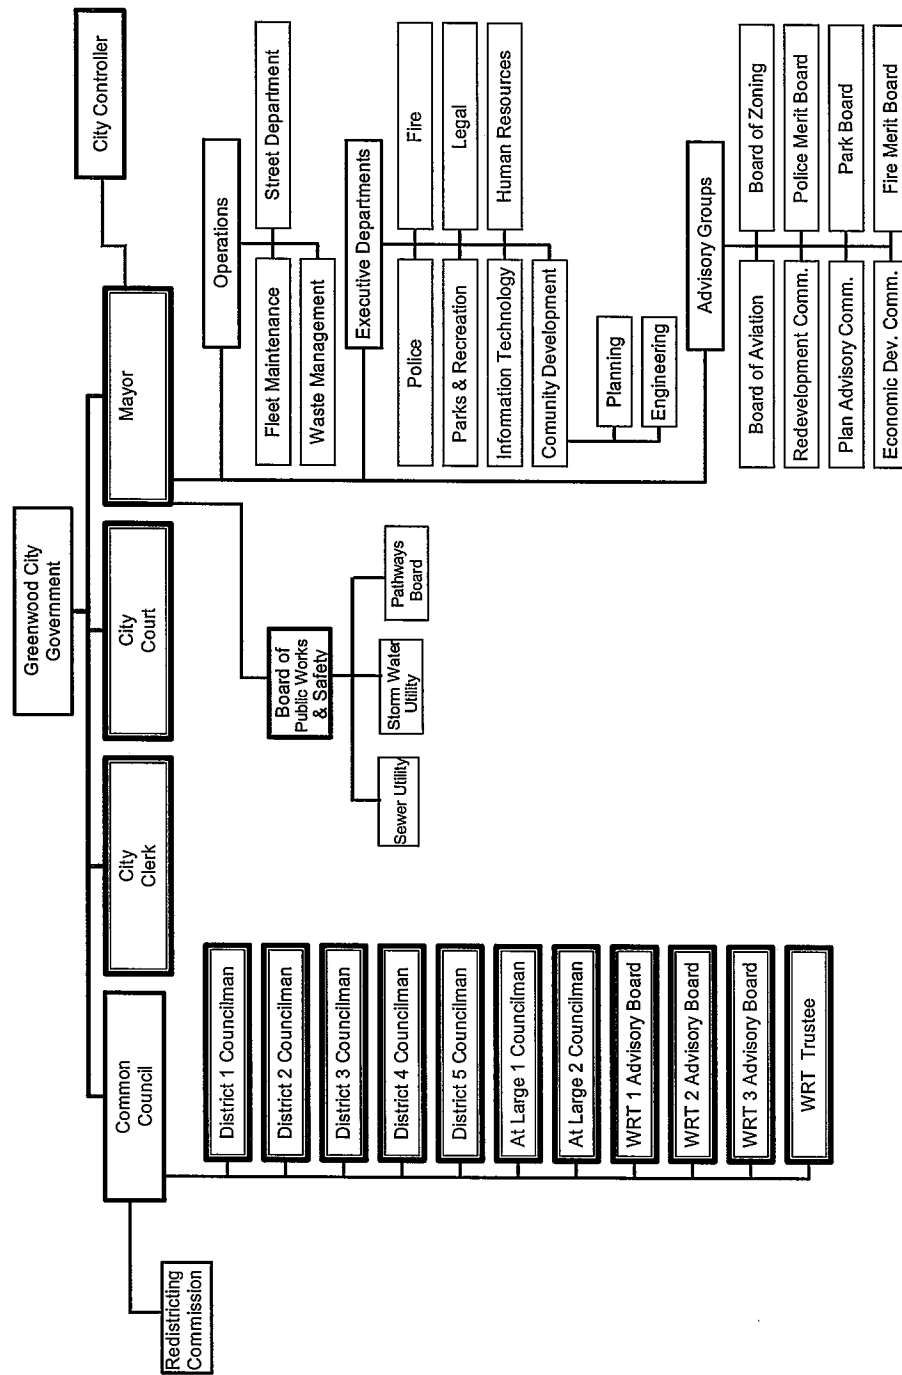 Greenwood City
Government
Common
Council
City
Clerk
City
Court
Mayor
City Controller
Redistricting
Commission
District 1 Councilman
District 2 Councilman
District 3 Councilman
District 4 Councilman
District 5 Councilman
At Large 1 Councilman
At Large 2 Councilman
WRT 1 Advisory Board
WRT 2 Advisory Board
WRT 3 Advisory Board
WRT Trustee
Board of
Public Works
& Safety
Sewer Utility
Storm Water
Utility
Pathways
Board
Operations
Fleet Maintenance
Street Department
Waste Management
Executive Departments
Police
Fire
Parks & Recreation
Legal
Information Technology
Human Resources
Comunity Development
Planning
Engineering
Advisory Groups
Board of Aviation
Board of Zoning
Redevelopment Comm.
Police Merit Board
Plan Advisory Comm.
Park Board
Economic Dev. Comm.
Fire Merit Board